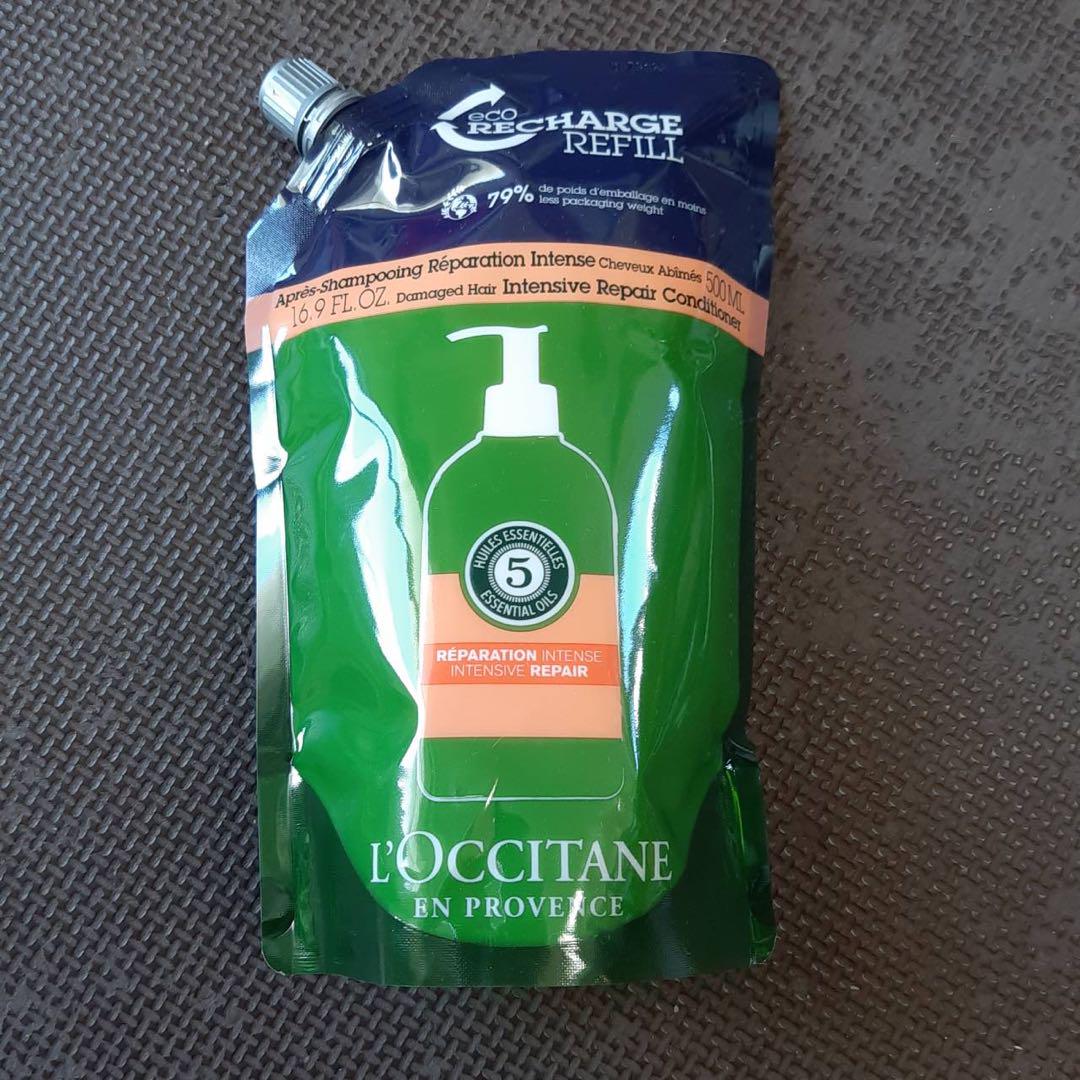 eco
RECHARGE
REFILL
79% de poids d'emballage en moins
less packaging weight
Après-Shampooing Réparation Intense Cheveux Abîmés 500 ML
16.9 FL.OZ. Damaged Hair Intensive Repair Conditioner
HUILES ESSENTIELLES
5
ESSENTIAL OILS
RÉPARATION INTENSE
INTENSIVE REPAIR
L'OCCITANE
EN PROVENCE